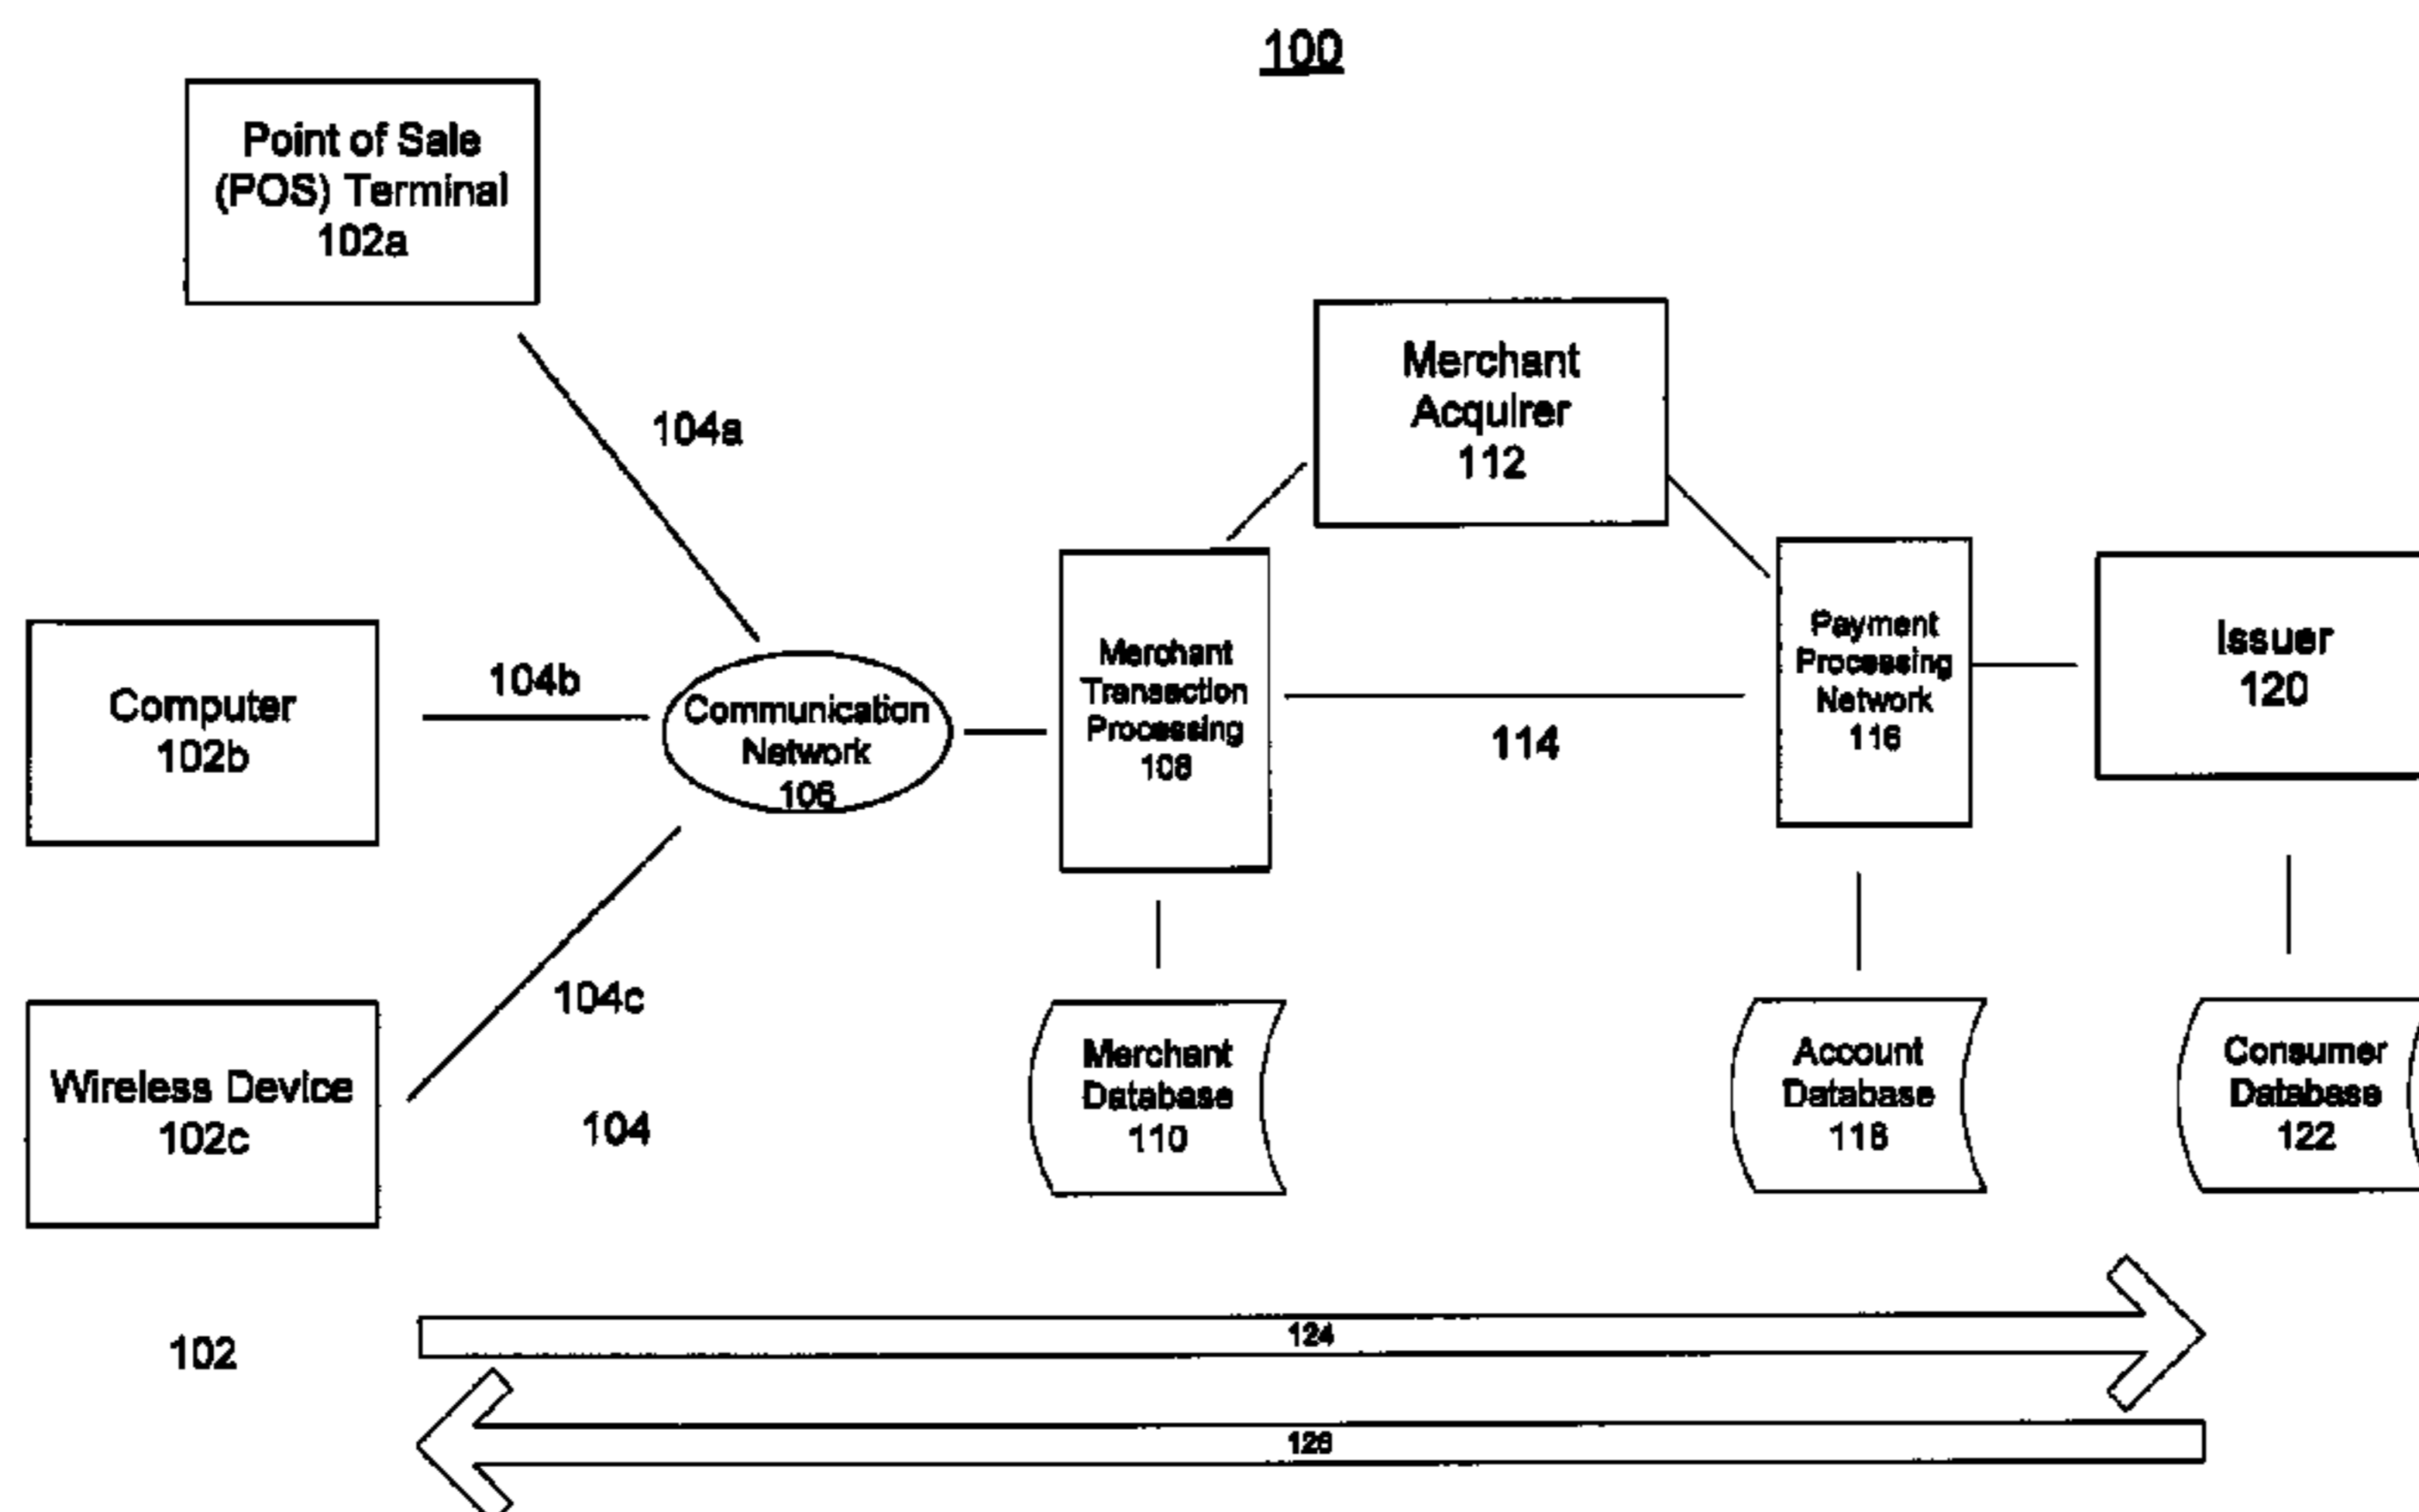 100
Point of Sale
(POS) Terminal
102a
104a
Merchant
Acquirer
112
Computer
102b
104b
Communication
Network
106
Merchant
Transaction
Processing
108
114
Payment
Processing
Network
116
Issuer
120
Wireless Device
102c
104c
104
Merchant
Database
110
Account
Database
118
Consumer
Database
122
102
124
126